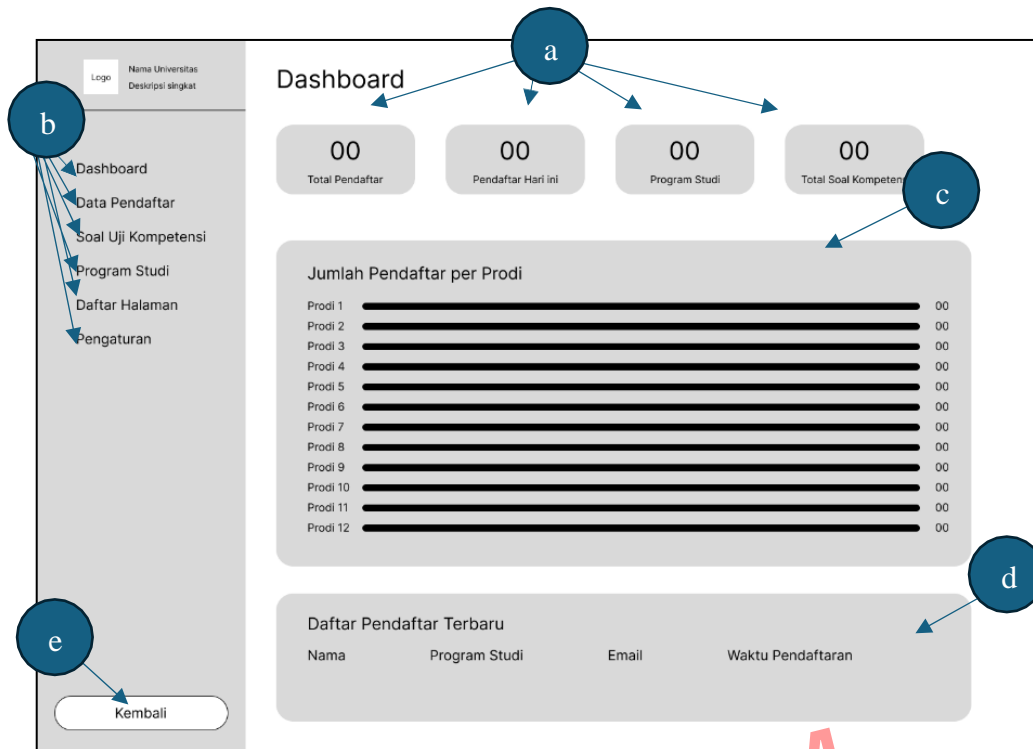 a
Logo
Nama Universitas
Deskripsi singkat
Dashboard
b
00
Total Pendaftar
00
Pendaftar Hari ini
00
Program Studi
00
Total Soal Kompeten
c
Dashboard
Data Pendaftar
Soal Uji Kompetensi
Program Studi
Daftar Halaman
Pengaturan
Jumlah Pendaftar per Prodi
Prodi 1 00
Prodi 2 00
Prodi 3 00
Prodi 4 00
Prodi 5 00
Prodi 6 00
Prodi 7 00
Prodi 8 00
Prodi 9 00
Prodi 10 00
Prodi 11 00
Prodi 12 00
d
Daftar Pendaftar Terbaru
Nama Program Studi Email Waktu Pendaftaran
e
Kembali